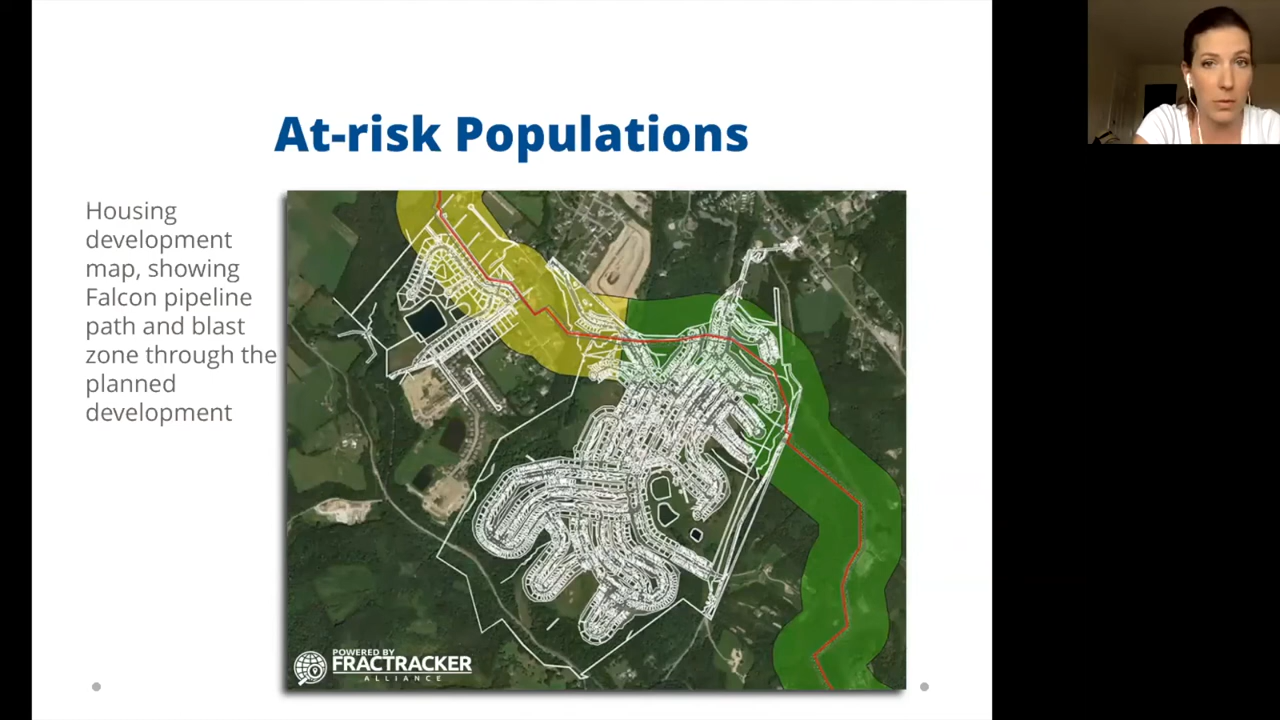 At-risk Populations
Housing
development
map, showing
Falcon pipeline
path and blast
zone through the
planned
development
POWERED BY
FRACTRACKER
ALLIANCE